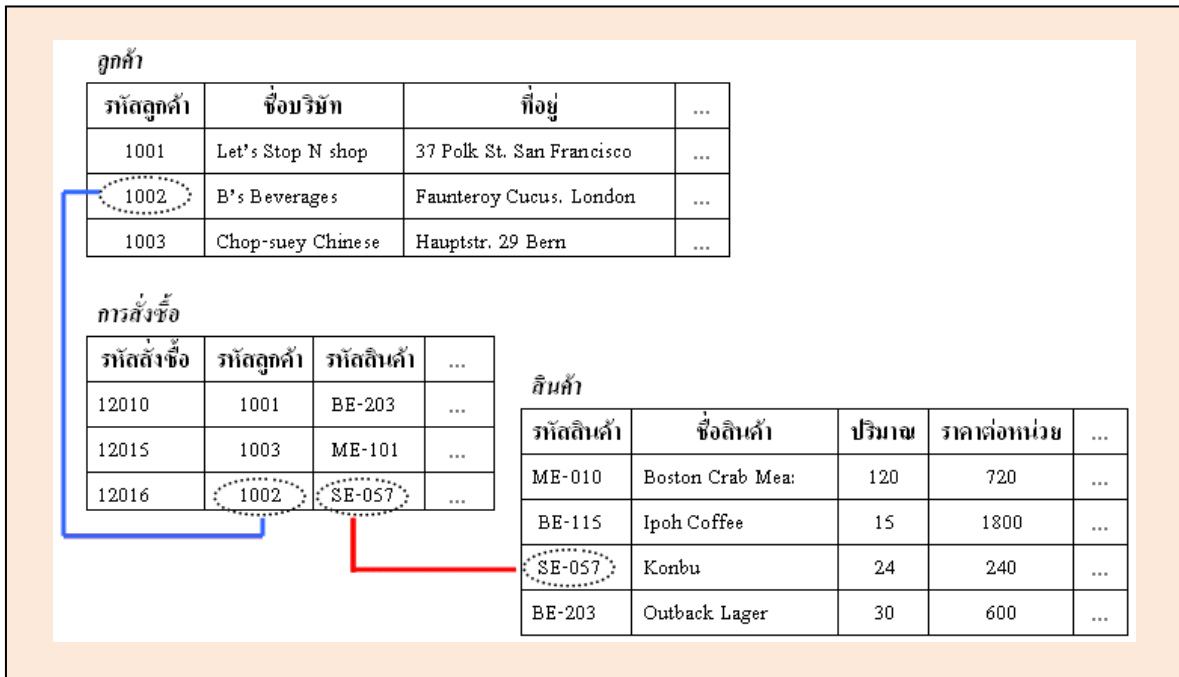 ลูกค้า
รหัสลูกค้า ชื่อบริษัท ที่อยู่ ...
1001 Let's Stop N shop 37 Polk St. San Francisco ...
1002 B's Beverages Faunteroy Cucus. London ...
1003 Chop-suey Chinese Hauptstr. 29 Bern ...
การสั่งซื้อ
รหัสสั่งซื้อ รหัสลูกค้า รหัสสินค้า ...
12010 1001 BE-203 ...
12015 1003 ME-101 ...
12016 1002 SE-057 ...
สินค้า
รหัสสินค้า ชื่อสินค้า ปริมาณ ราคาต่อหน่วย ...
ME-010 Boston Crab Mea: 120 720 ...
BE-115 Ipoh Coffee 15 1800 ...
SE-057 Konbu 24 240 ...
BE-203 Outback Lager 30 600 ...